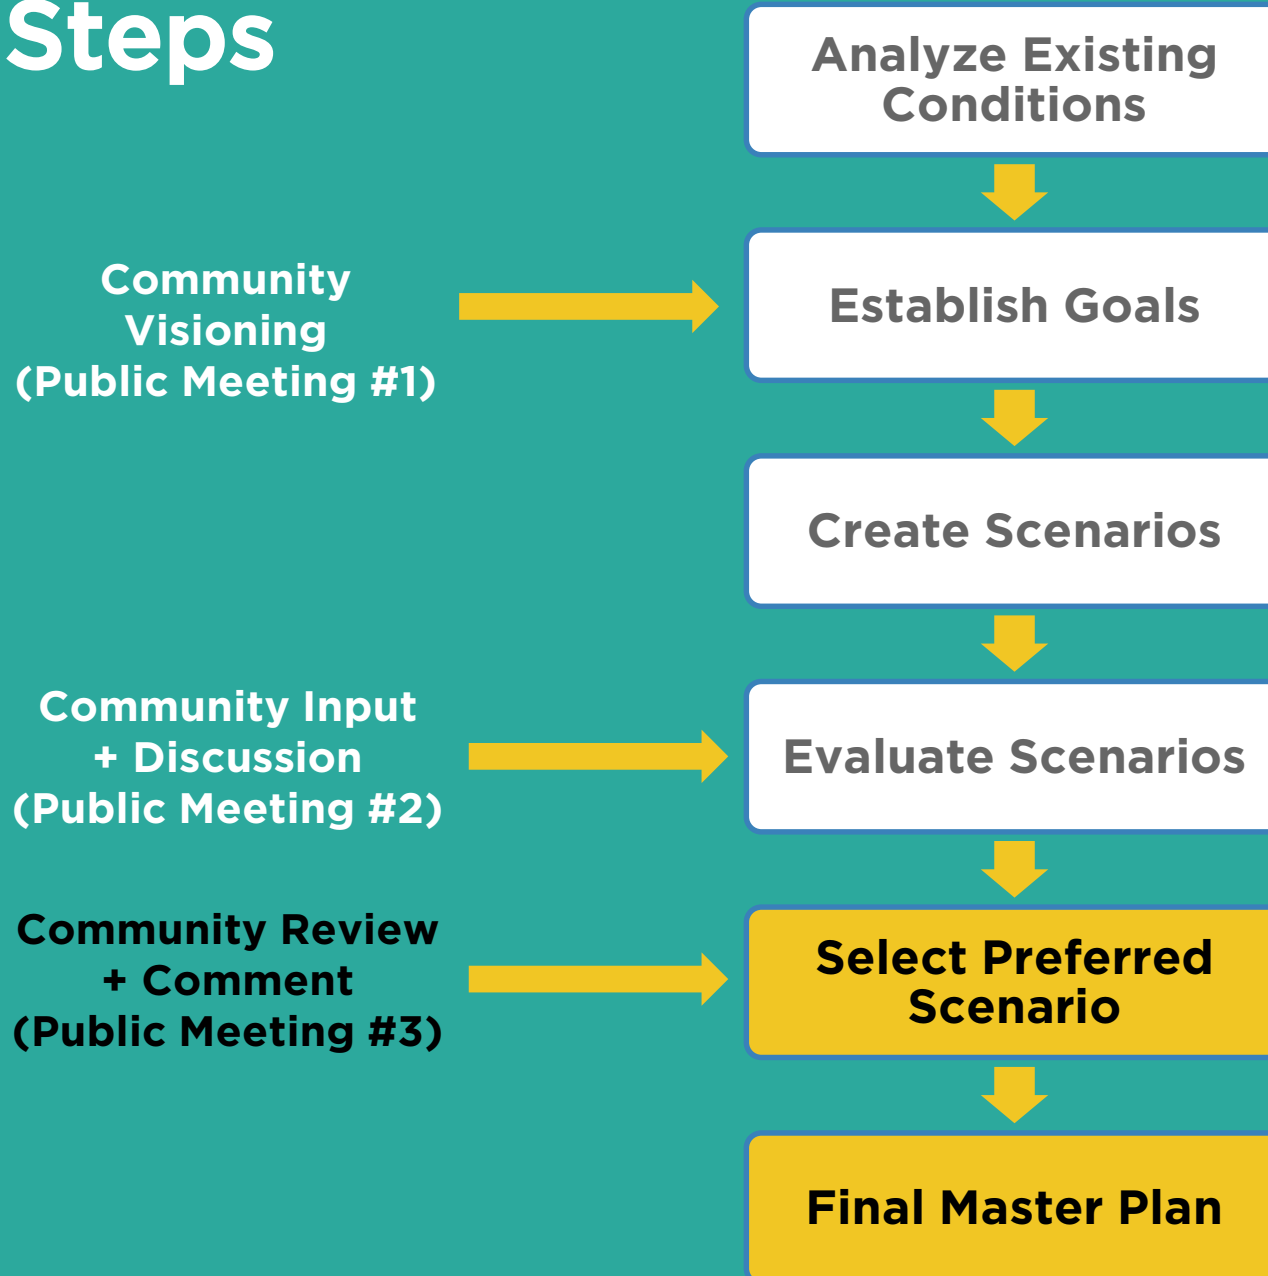 Steps
Analyze Existing
Conditions
Community
Visioning
(Public Meeting #1)
Establish Goals
Create Scenarios
Community Input
+ Discussion
(Public Meeting #2)
Evaluate Scenarios
Community Review
+ Comment
(Public Meeting #3)
Select Preferred
Scenario
Final Master Plan